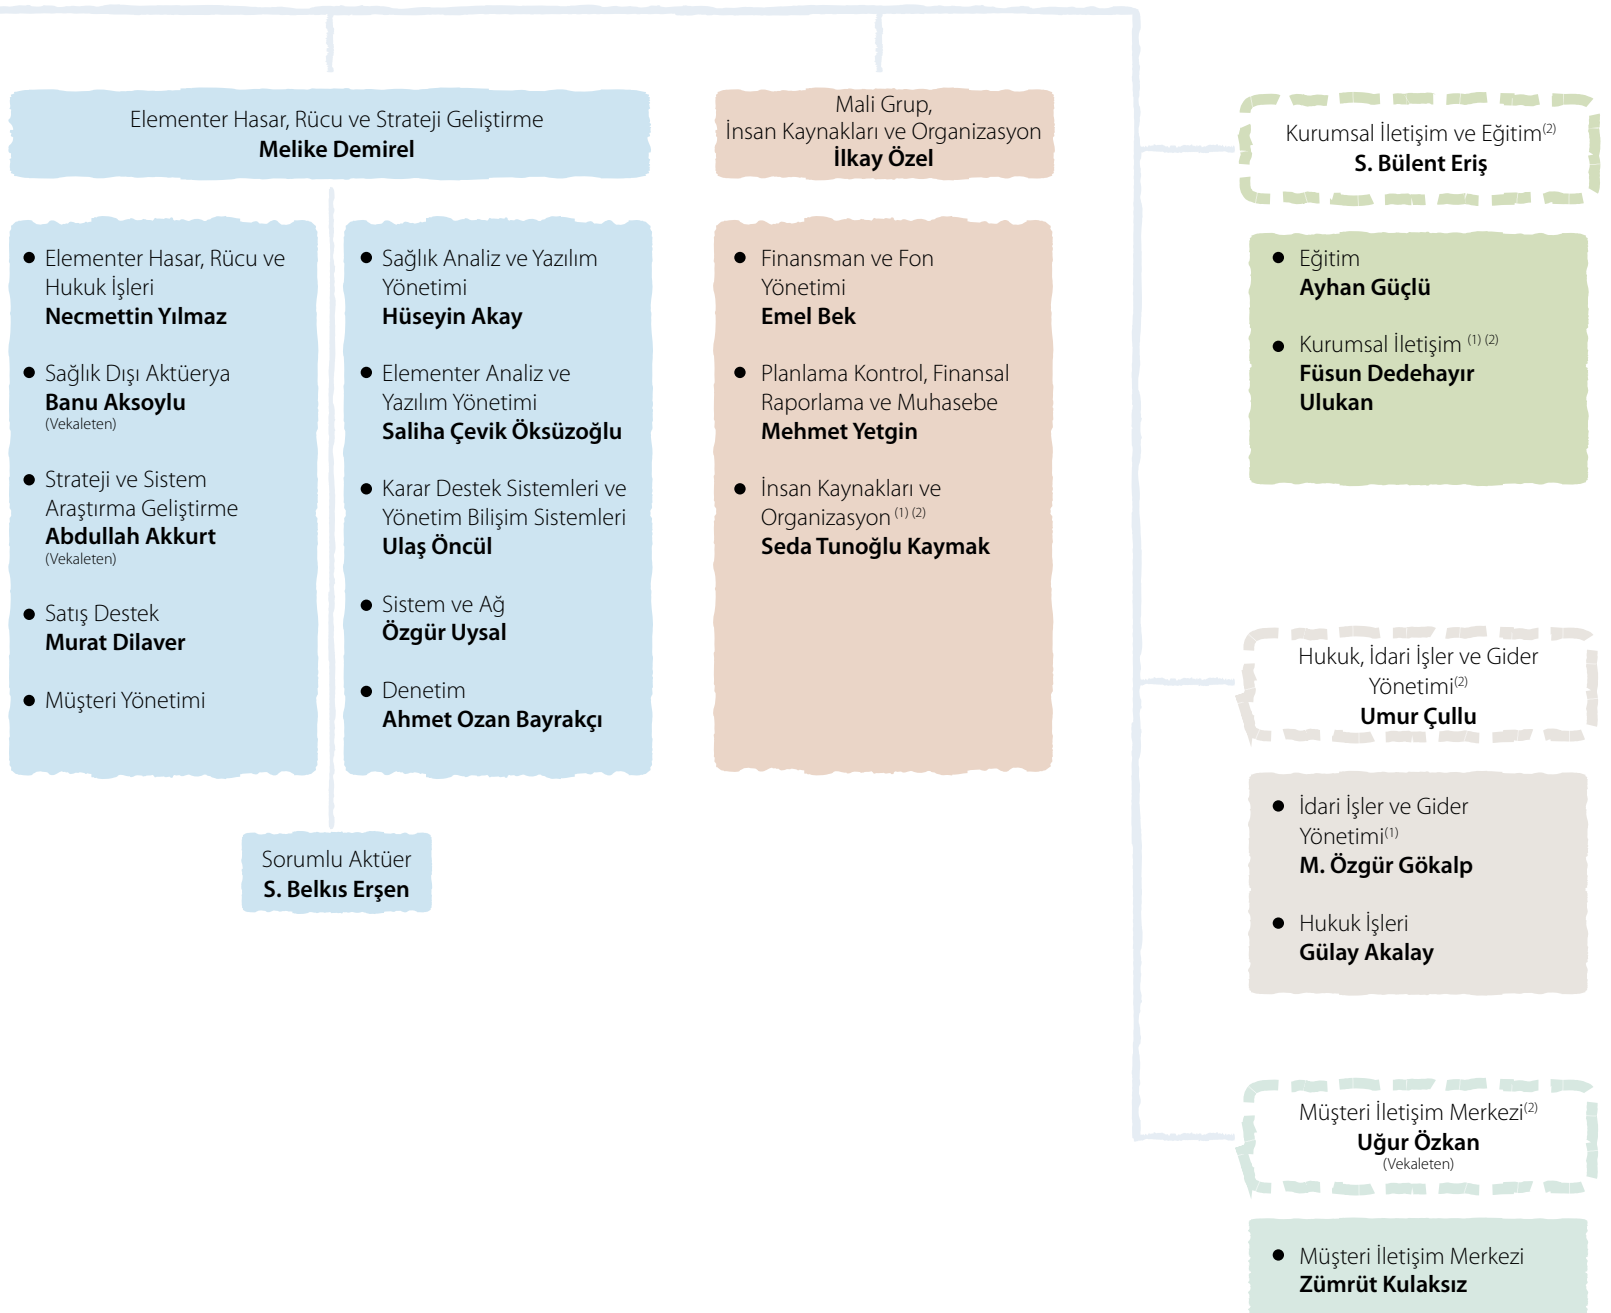 Elementer Hasar, Rücu ve Strateji Geliştirme
Melike Demirel
Elementer Hasar, Rücu ve
Hukuk İşleri
Necmettin Yılmaz
Sağlık Dışı Aktüerya
Banu Aksoylu
(Vekaleten)
Strateji ve Sistem
Araştırma Geliştirme
Abdullah Akkurt
(Vekaleten)
Satış Destek
Murat Dilaver
Müşteri Yönetimi
Sağlık Analiz ve Yazılım
Yönetimi
Hüseyin Akay
Elementer Analiz ve
Yazılım Yönetimi
Saliha Çevik Öksüzoğlu
Karar Destek Sistemleri ve
Yönetim Bilişim Sistemleri
Ulaş Öncül
Sistem ve Ağ
Özgür Uysal
Denetim
Ahmet Ozan Bayrakçı
Sorumlu Aktüer
S. Belkıs Erşen
Mali Grup,
İnsan Kaynakları ve Organizasyon
İlkay Özel
Finansman ve Fon
Yönetimi
Emel Bek
Planlama Kontrol, Finansal
Raporlama ve Muhasebe
Mehmet Yetgin
İnsan Kaynakları ve
Organizasyon (1) (2)
Seda Tunoğlu Kaymak
Kurumsal İletişim ve Eğitim(2)
S. Bülent Eriş
Eğitim
Ayhan Güçlü
Kurumsal İletişim (1) (2)
Füsun Dedehayır
Ulukan
Hukuk, İdari İşler ve Gider
Yönetimi(2)
Umur Çullu
İdari İşler ve Gider
Yönetimi(1)
M. Özgür Gökalp
Hukuk İşleri
Gülay Akalay
Müşteri İletişim Merkezi(2)
Uğur Özkan
(Vekaleten)
Müşteri İletişim Merkezi
Zümrüt Kulaksız